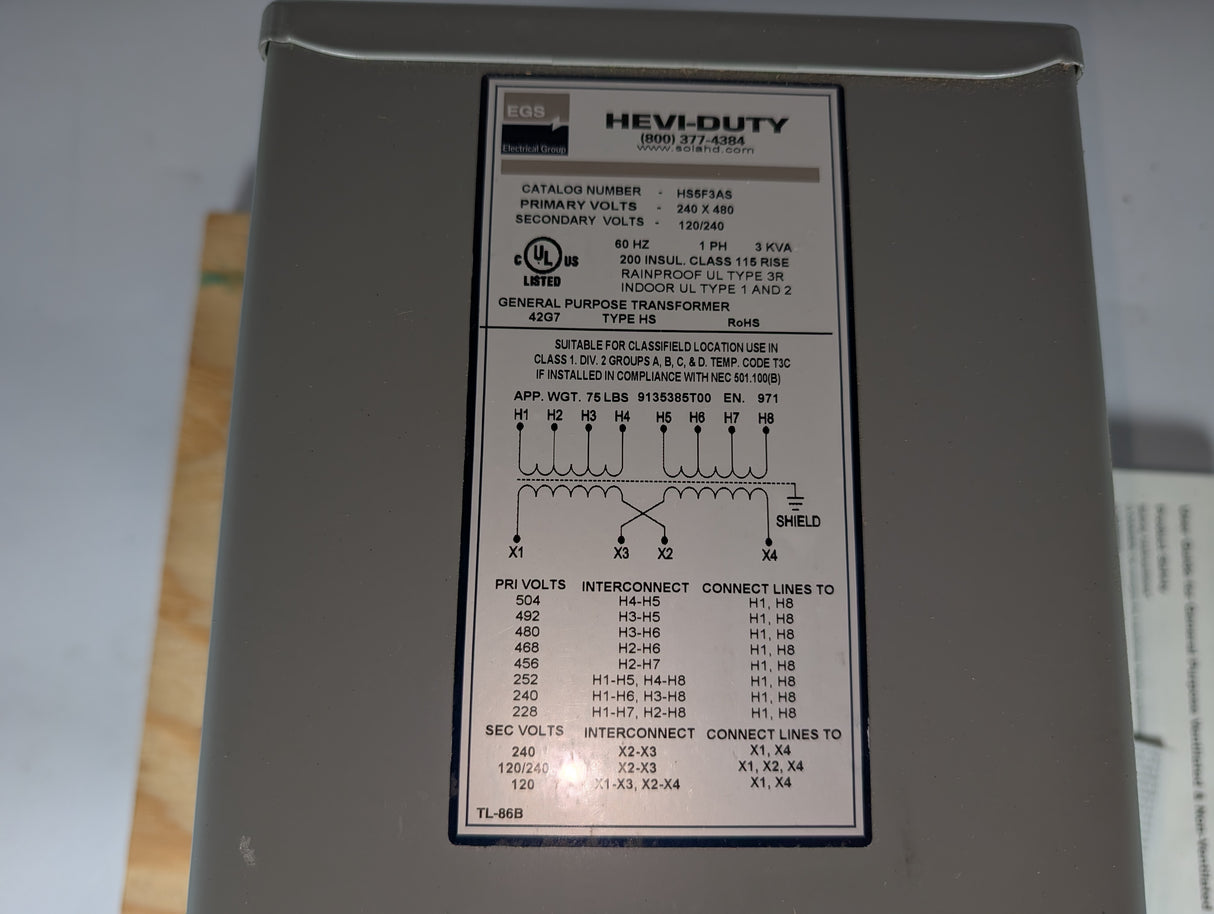 EGS
Electrical Group
HEVI-DUTY
(800) 377-4384
www.solahd.com
CATALOG NUMBER - HS5F3AS
PRIMARY VOLTS - 240 X 480
SECONDARY VOLTS - 120/240
60 HZ 1 PH 3 KVA
C UL US
LISTED
200 INSUL. CLASS 115 RISE
RAINPROOF UL TYPE 3R
INDOOR UL TYPE 1 AND 2
GENERAL PURPOSE TRANSFORMER
42G7 TYPE HS RoHS
SUITABLE FOR CLASSIFIELD LOCATION USE IN
CLASS 1. DIV. 2 GROUPS A, B, C, & D. TEMP. CODE T3C
IF INSTALLED IN COMPLIANCE WITH NEC 501.100(B)
APP. WGT. 75 LBS 9135385T00 EN. 971
H1 H2 H3 H4 H5 H6 H7 H8
SHIELD
X1 X3 X2 X4
PRI VOLTS INTERCONNECT CONNECT LINES TO
504 H4-H5 H1, H8
492 H3-H5 H1, H8
480 H3-H6 H1, H8
468 H2-H6 H1, H8
456 H2-H7 H1, H8
252 H1-H5, H4-H8 H1, H8
240 H1-H6, H3-H8 H1, H8
228 H1-H7, H2-H8 H1, H8
SEC VOLTS INTERCONNECT CONNECT LINES TO
240 X2-X3 X1, X4
120/240 X2-X3 X1, X2, X4
120 X1-X3, X2-X4 X1, X4
TL-86B
User Guide for General Purpose Ventilated & Non-Ventilated